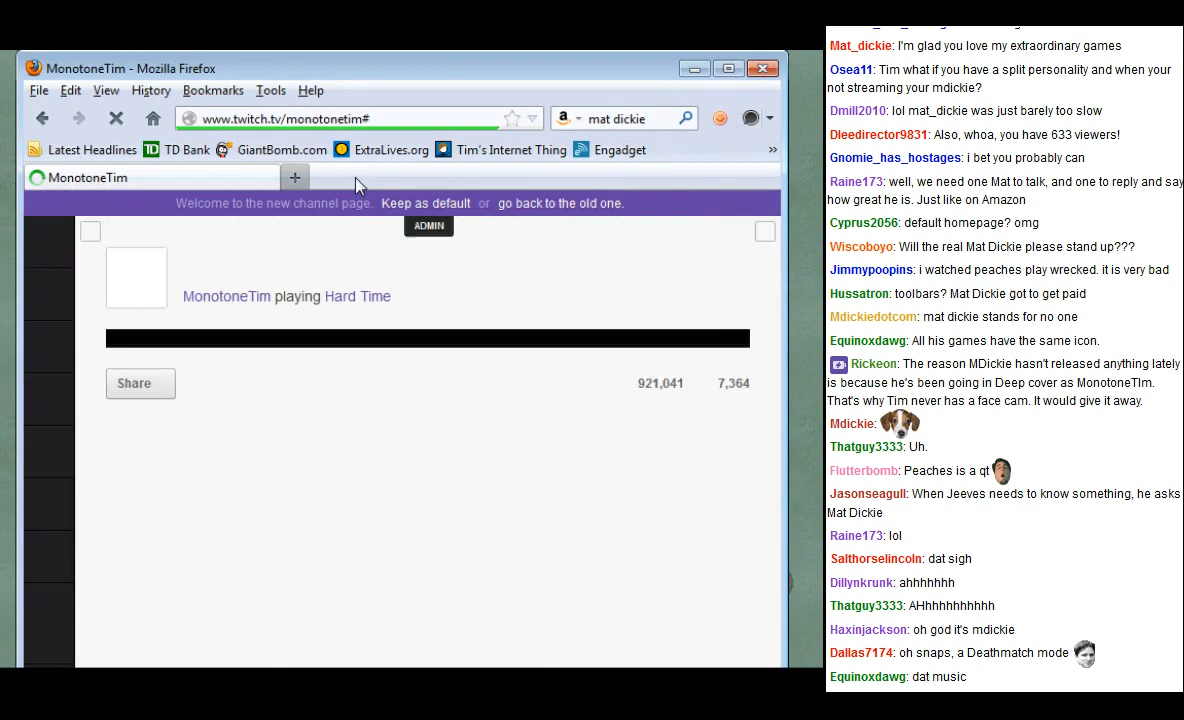 MonotoneTim - Mozilla Firefox
File Edit View History Bookmarks Tools Help
www.twitch.tv/monotonetim#
mat dickie
Latest Headlines TD TD Bank GiantBomb.com ExtraLives.org Tim's Internet Thing Engadget »
MonotoneTim
Welcome to the new channel page. Keep as default or go back to the old one.
ADMIN
MonotoneTim playing Hard Time
Share 921,041 7,364
Mat_dickie: I'm glad you love my extraordinary games
Osea11: Tim what if you have a split personality and when your
not streaming your mdickie?
Dmill2010: lol mat_dickie was just barely too slow
Dleedirector9831: Also, whoa, you have 633 viewers!
Gnomie_has_hostages: i bet you probably can
Raine173: well, we need one Mat to talk, and one to reply and say
how great he is. Just like on Amazon
Cyprus2056: default homepage? omg
Wiscoboyo: Will the real Mat Dickie please stand up???
Jimmypoopins: i watched peaches play wrecked. it is very bad
Hussatron: toolbars? Mat Dickie got to get paid
Mdickiedotcom: mat dickie stands for no one
Equinoxdawg: All his games have the same icon.
Rickeon: The reason MDickie hasn't released anything lately
is because he's been going in Deep cover as MonotoneTIm.
That's why Tim never has a face cam. It would give it away.
Mdickie:
Thatguy3333: Uh.
Flutterbomb: Peaches is a qt
Jasonseagull: When Jeeves needs to know something, he asks
Mat Dickie
Raine173: lol
Salthorselincoln: dat sigh
Dillynkrunk: ahhhhhhh
Thatguy3333: AHhhhhhhhhh
Haxinjackson: oh god it's mdickie
Dallas7174: oh snaps, a Deathmatch mode
Equinoxdawg: dat music